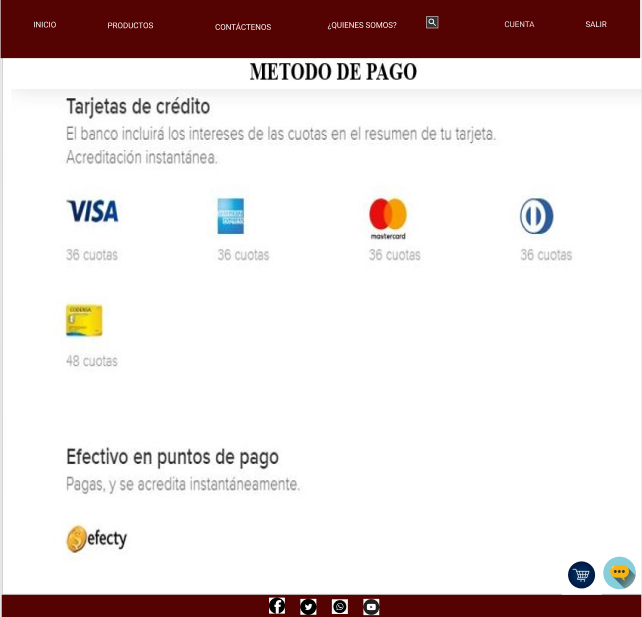 INICIO PRODUCTOS CONTÁCTENOS ¿QUIENES SOMOS? CUENTA SALIR
METODO DE PAGO
Tarjetas de crédito
El banco incluirá los intereses de las cuotas en el resumen de tu tarjeta.
Acreditación instantánea.
VISA
mastercard
36 cuotas 36 cuotas 36 cuotas 36 cuotas
CODENSA
48 cuotas
Efectivo en puntos de pago
Pagas, y se acredita instantáneamente.
efecty